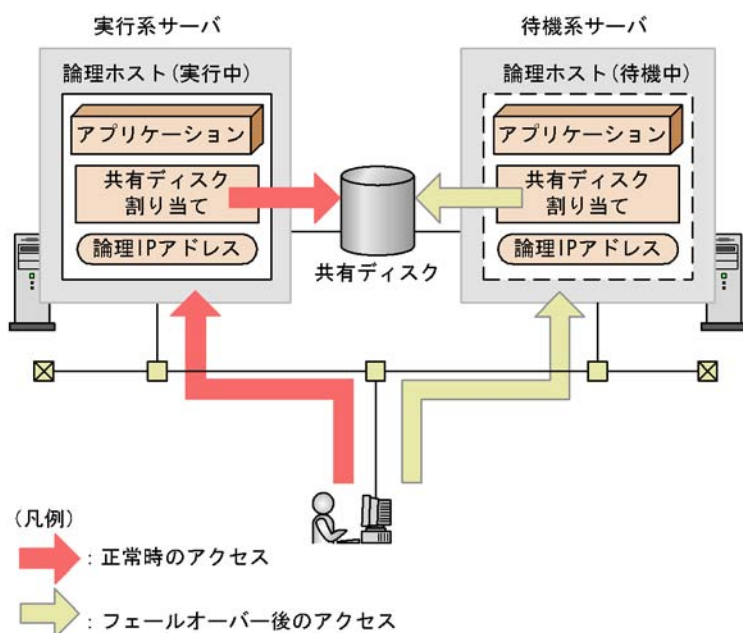 実行系サーバ
待機系サーバ
論理ホスト(実行中)
論理ホスト(待機中)
アプリケーション
アプリケーション
共有ディスク
割り当て
共有ディスク
割り当て
論理IPアドレス
論理IPアドレス
共有ディスク
(凡例)
: 正常時のアクセス
: フェールオーバー後のアクセス